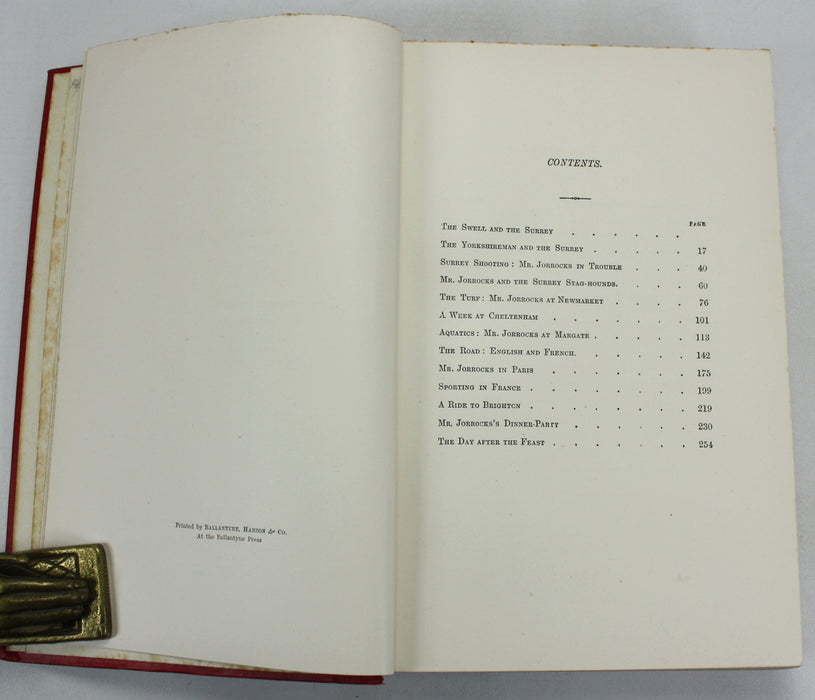 Printed by BALLANTYNE, HANSON & CO.
At the Ballantyne Press
CONTENTS.
PAGE
THE SWELL AND THE SURREY . . . . . .
THE YORKSHIREMAN AND THE SURREY . . . . . 17
SURREY SHOOTING : MR. JORROCKS IN TROUBLE . . . 40
MR. JORROCKS AND THE SURREY STAG-HOUNDS. . . . 60
THE TURF : MR. JORROCKS AT NEWMARKET . . . . 76
A WEEK AT CHELTENHAM . . . . . . 101
AQUATICS : MR. JORROCKS AT MARGATE . . . . . 113
THE ROAD : ENGLISH AND FRENCH. . . . . . 142
MR. JORROCKS IN PARIS . . . . . . 175
SPORTING IN FRANCE . . . . . . . 199
A RIDE TO BRIGHTON . . . . . . . 219
MR. JORROCKS'S DINNER-PARTY . . . . . . 230
THE DAY AFTER THE FEAST . . . . . . . 254